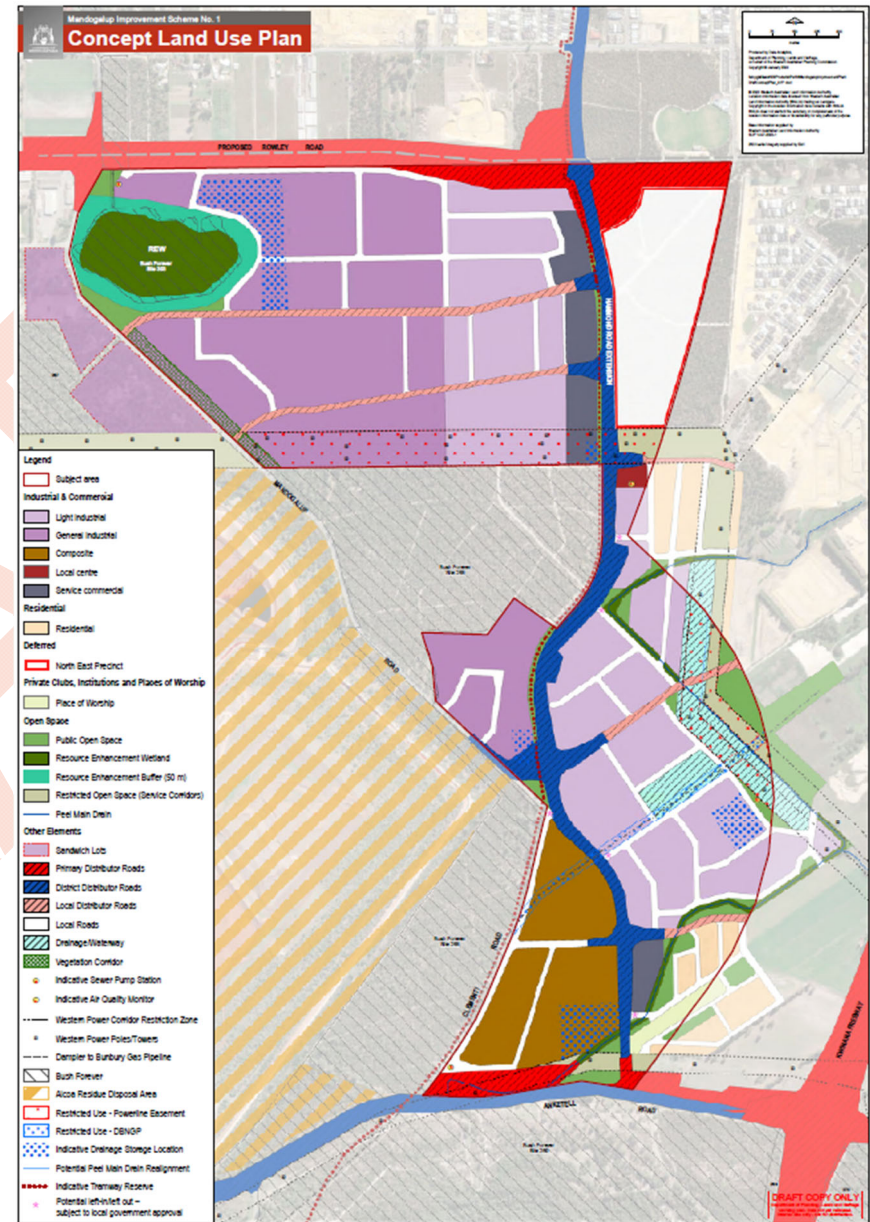 Mandogalup Improvement Scheme No. 1
Concept Land Use Plan
PROPOSED ROWLEY ROAD
REW
Bush Forever
HAMMOND ROAD EXTENSION
MANDOGALUP
ROAD
Bush Forever
Bush Forever
CLEMENTI ROAD
ANKETELL ROAD
KWINANA FREEWAY
Bush Forever
Legend
Subject area
Industrial & Commercial
Light Industrial
General Industrial
Composite
Local centre
Service commercial
Residential
Residential
Deferred
North East Precinct
Private Clubs, Institutions and Places of Worship
Place of Worship
Open Space
Public Open Space
Resource Enhancement Wetland
Resource Enhancement Buffer (50 m)
Restricted Open Space (Service Corridors)
Peel Main Drain
Other Elements
Sandwich Lots
Primary Distributor Roads
District Distributor Roads
Local Distributor Roads
Local Roads
Drainage/Waterway
Vegetation Corridor
Indicative Sewer Pump Station
Indicative Air Quality Monitor
Western Power Corridor Restriction Zone
Western Power Poles/Towers
Dampier to Bunbury Gas Pipeline
Bush Forever
Alcoa Residue Disposal Area
Restricted Use - Powerline Easement
Restricted Use - DBNGP
Indicative Drainage Storage Location
Potential Peel Main Drain Realignment
Indicative Tramway Reserve
Potential left-in/left out –
subject to local government approval
DRAFT COPY ONLY